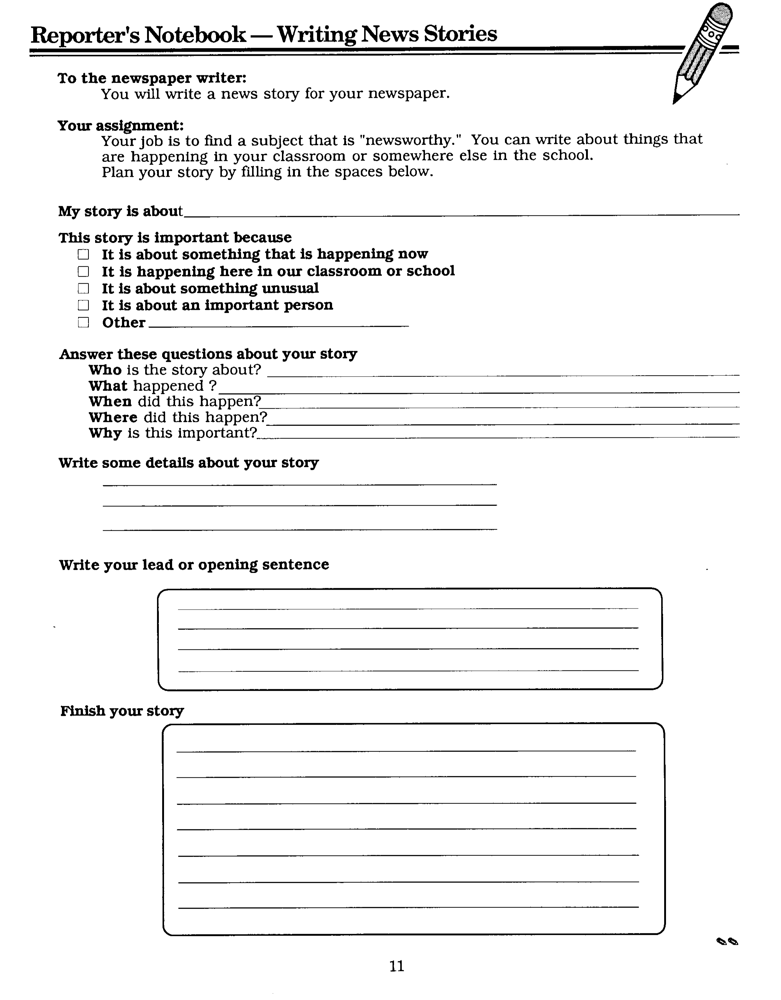 Reporter's Notebook — Writing News Stories
To the newspaper writer:
You will write a news story for your newspaper.
Your assignment:
Your job is to find a subject that is "newsworthy." You can write about things that
are happening in your classroom or somewhere else in the school.
Plan your story by filling in the spaces below.
My story is about
This story is important because
It is about something that is happening now
It is happening here in our classroom or school
It is about something unusual
It is about an important person
Other
Answer these questions about your story
Who is the story about?
What happened ?
When did this happen?
Where did this happen?
Why is this important?
Write some details about your story
Write your lead or opening sentence
Finish your story
11